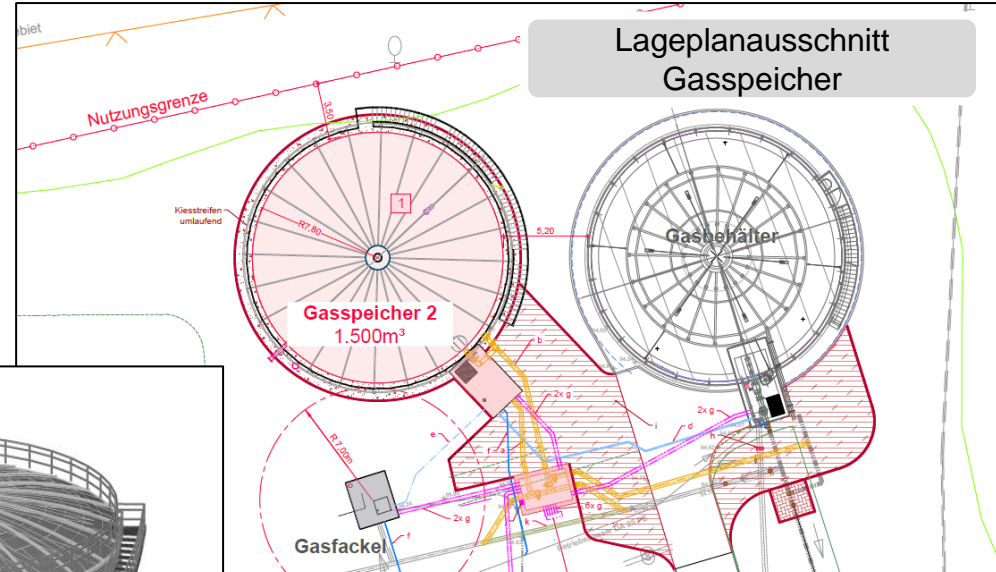 Lageplanausschnitt
Gasspeicher
ebiet
Nutzungsgrenze
3,50
Kiesstreifen
umlaufend
R7,80
1
5,20
Gasbehälter
Gasspeicher 2
1.500m³
b
2x g
i
d
2x g
h
e
f
a
R 7,00m
2x g
6x g
k
f
Gasfackel